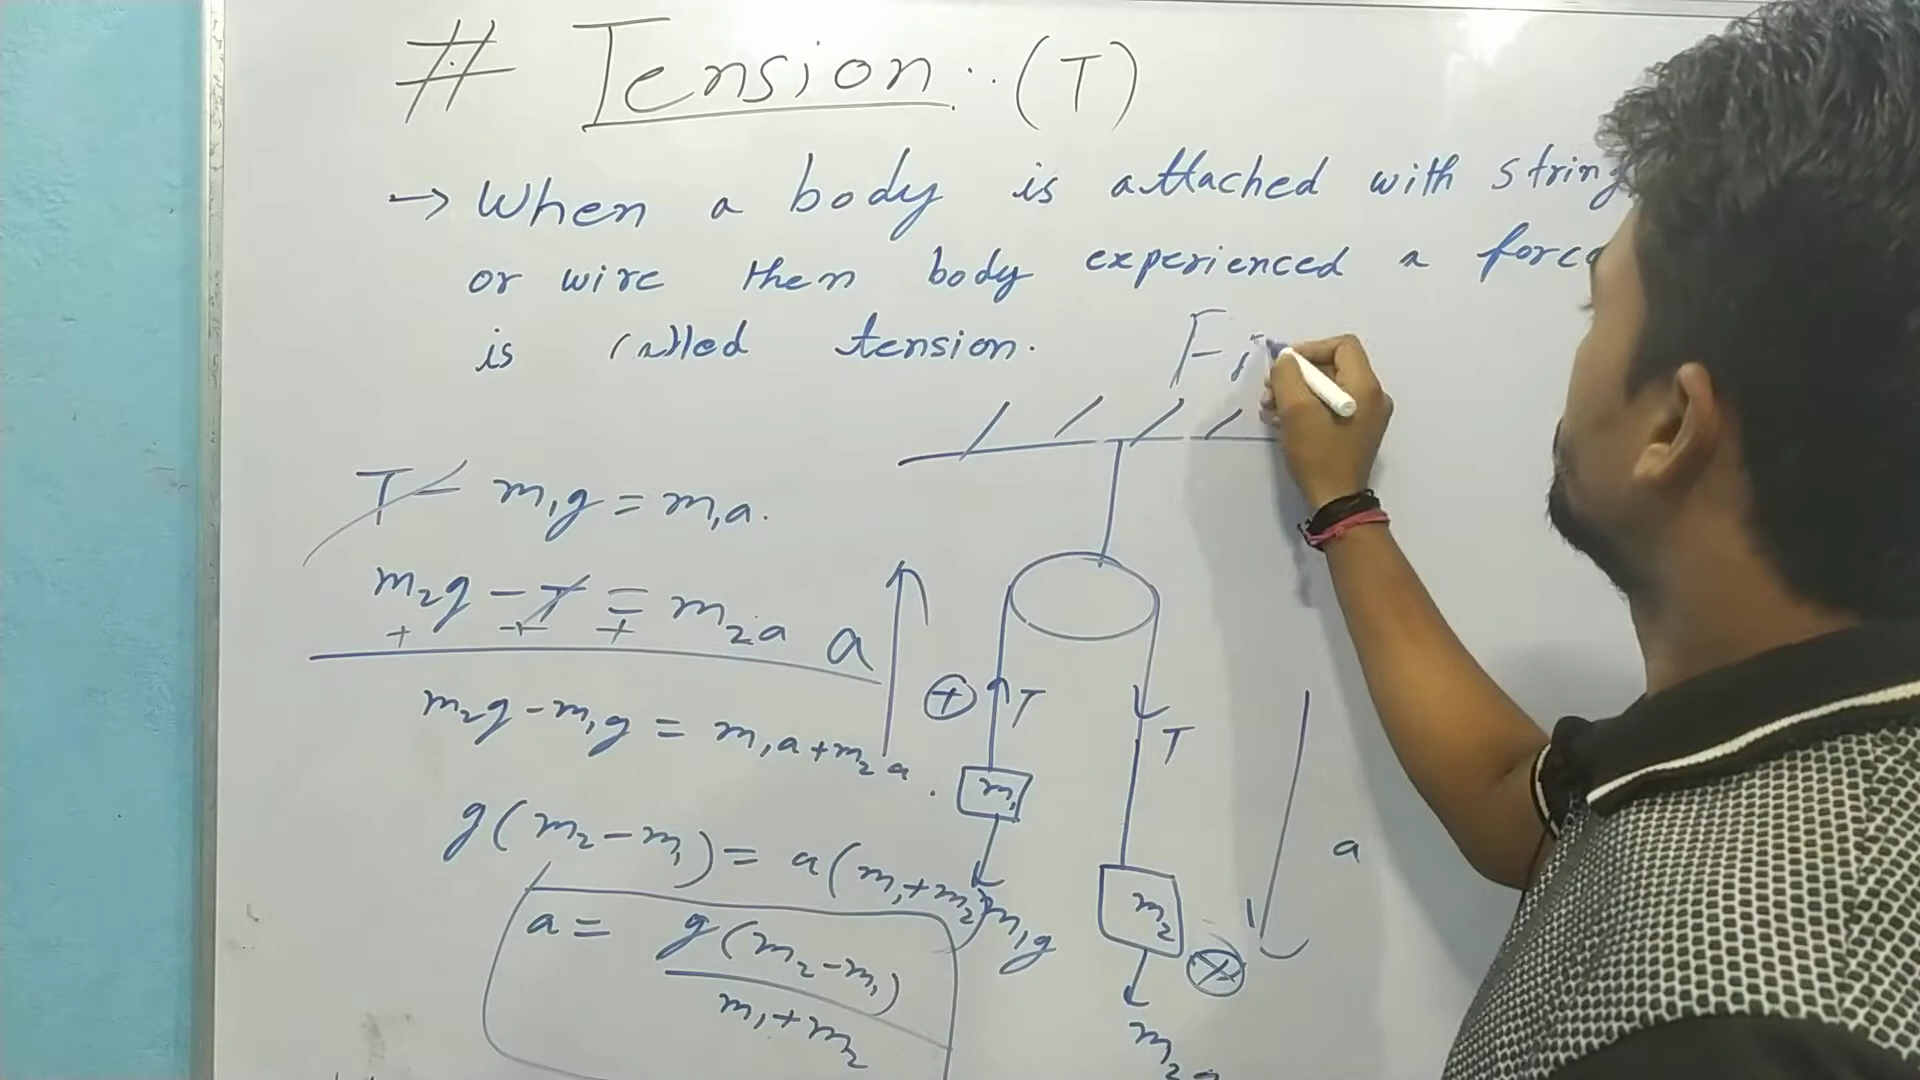 # Tension :- (T)
→ When a body is attached with string
or wire then body experienced a force
is called tension.
T - m₁g = m₁a.
m₂g - T = m₂a
+ + +
m₂g - m₁g = m₁a + m₂a.
g(m₂ - m₁) = a(m₁ + m₂)
a = g(m₂ - m₁)
m₁ + m₂
a
+ T
T
m₁
m₁g
m₂
a